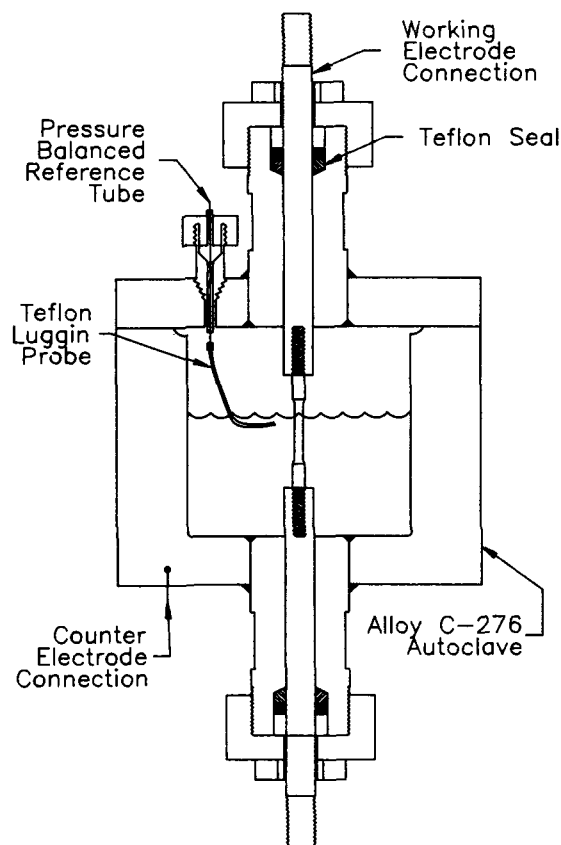 Working
Electrode
Connection
Pressure
Balanced
Reference
Tube
Teflon Seal
Teflon
Luggin
Probe
Counter
Electrode
Connection
Alloy C-276
Autoclave